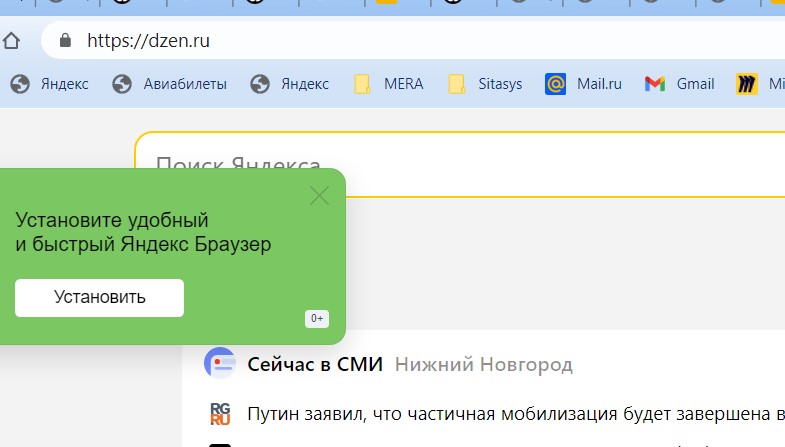 https://dzen.ru
Яндекс Авиабилеты Яндекс MERA Sitasys Mail.ru Gmail
Поиск Яндекса
Установите удобный
и быстрый Яндекс Браузер
Установить
0+
Сейчас в СМИ Нижний Новгород
RG
RU
Путин заявил, что частичная мобилизация будет завершена в